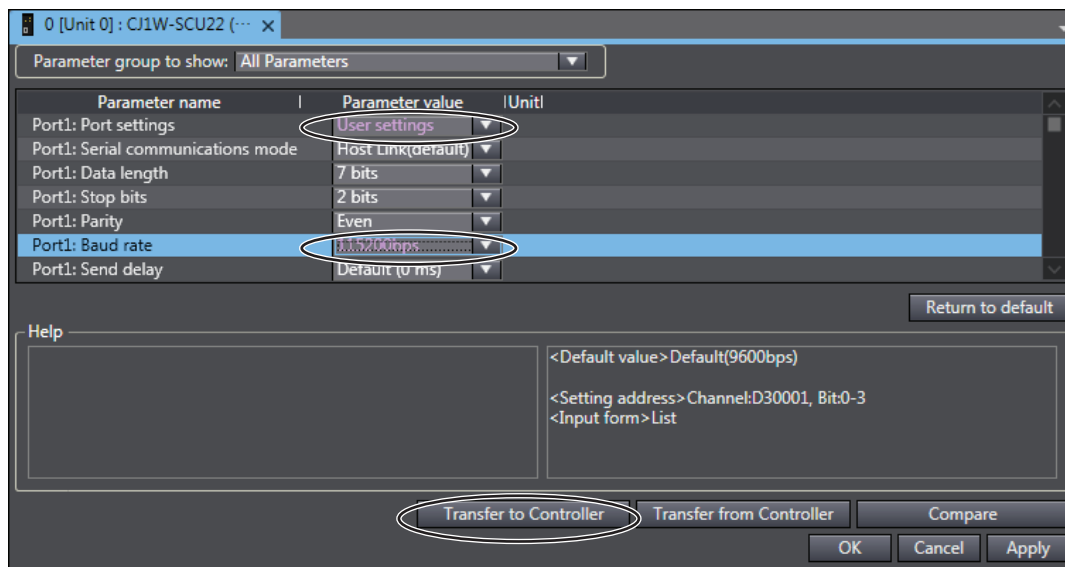 0 [Unit 0] : CJ1W-SCU22 (...
Parameter group to show: All Parameters
Parameter name Parameter value Unit
Port1: Port settings User settings
Port1: Serial communications mode Host Link(default)
Port1: Data length 7 bits
Port1: Stop bits 2 bits
Port1: Parity Even
Port1: Baud rate 115200bps
Port1: Send delay Default (0 ms)
Return to default
Help
<Default value>Default(9600bps)
<Setting address>Channel:D30001, Bit:0-3
<Input form>List
Transfer to Controller Transfer from Controller Compare
OK Cancel Apply